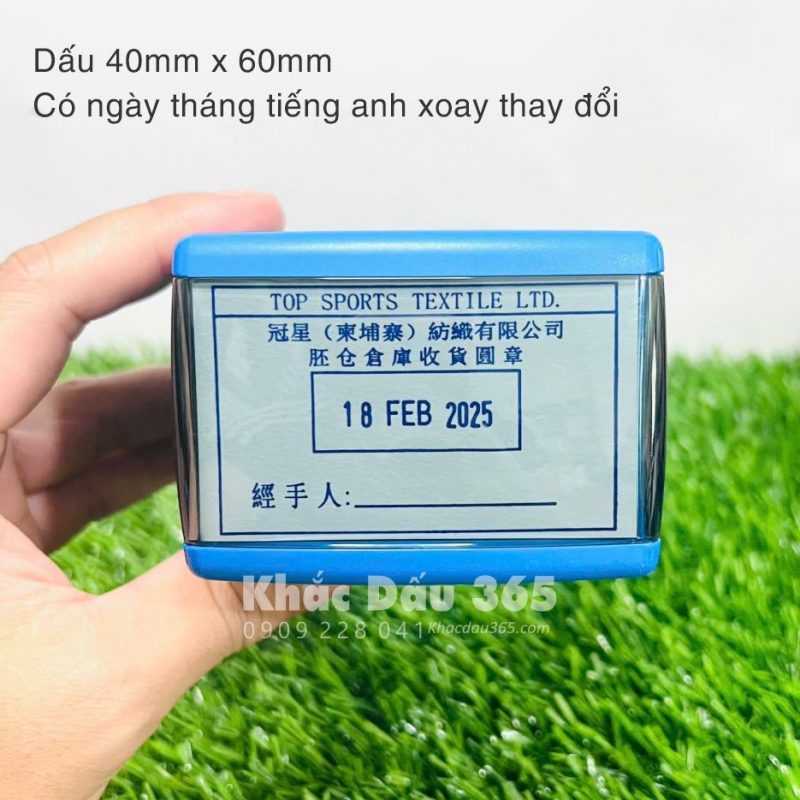 Dấu 40mm x 60mm
Có ngày tháng tiếng anh xoay thay đổi
TOP SPORTS TEXTILE LTD.
冠星（柬埔寨）紡織有限公司
胚仓倉庫收貨圓章
18 FEB 2025
經手人:
Khắc Dấu 365
0909 228 041 Khacdau365.com